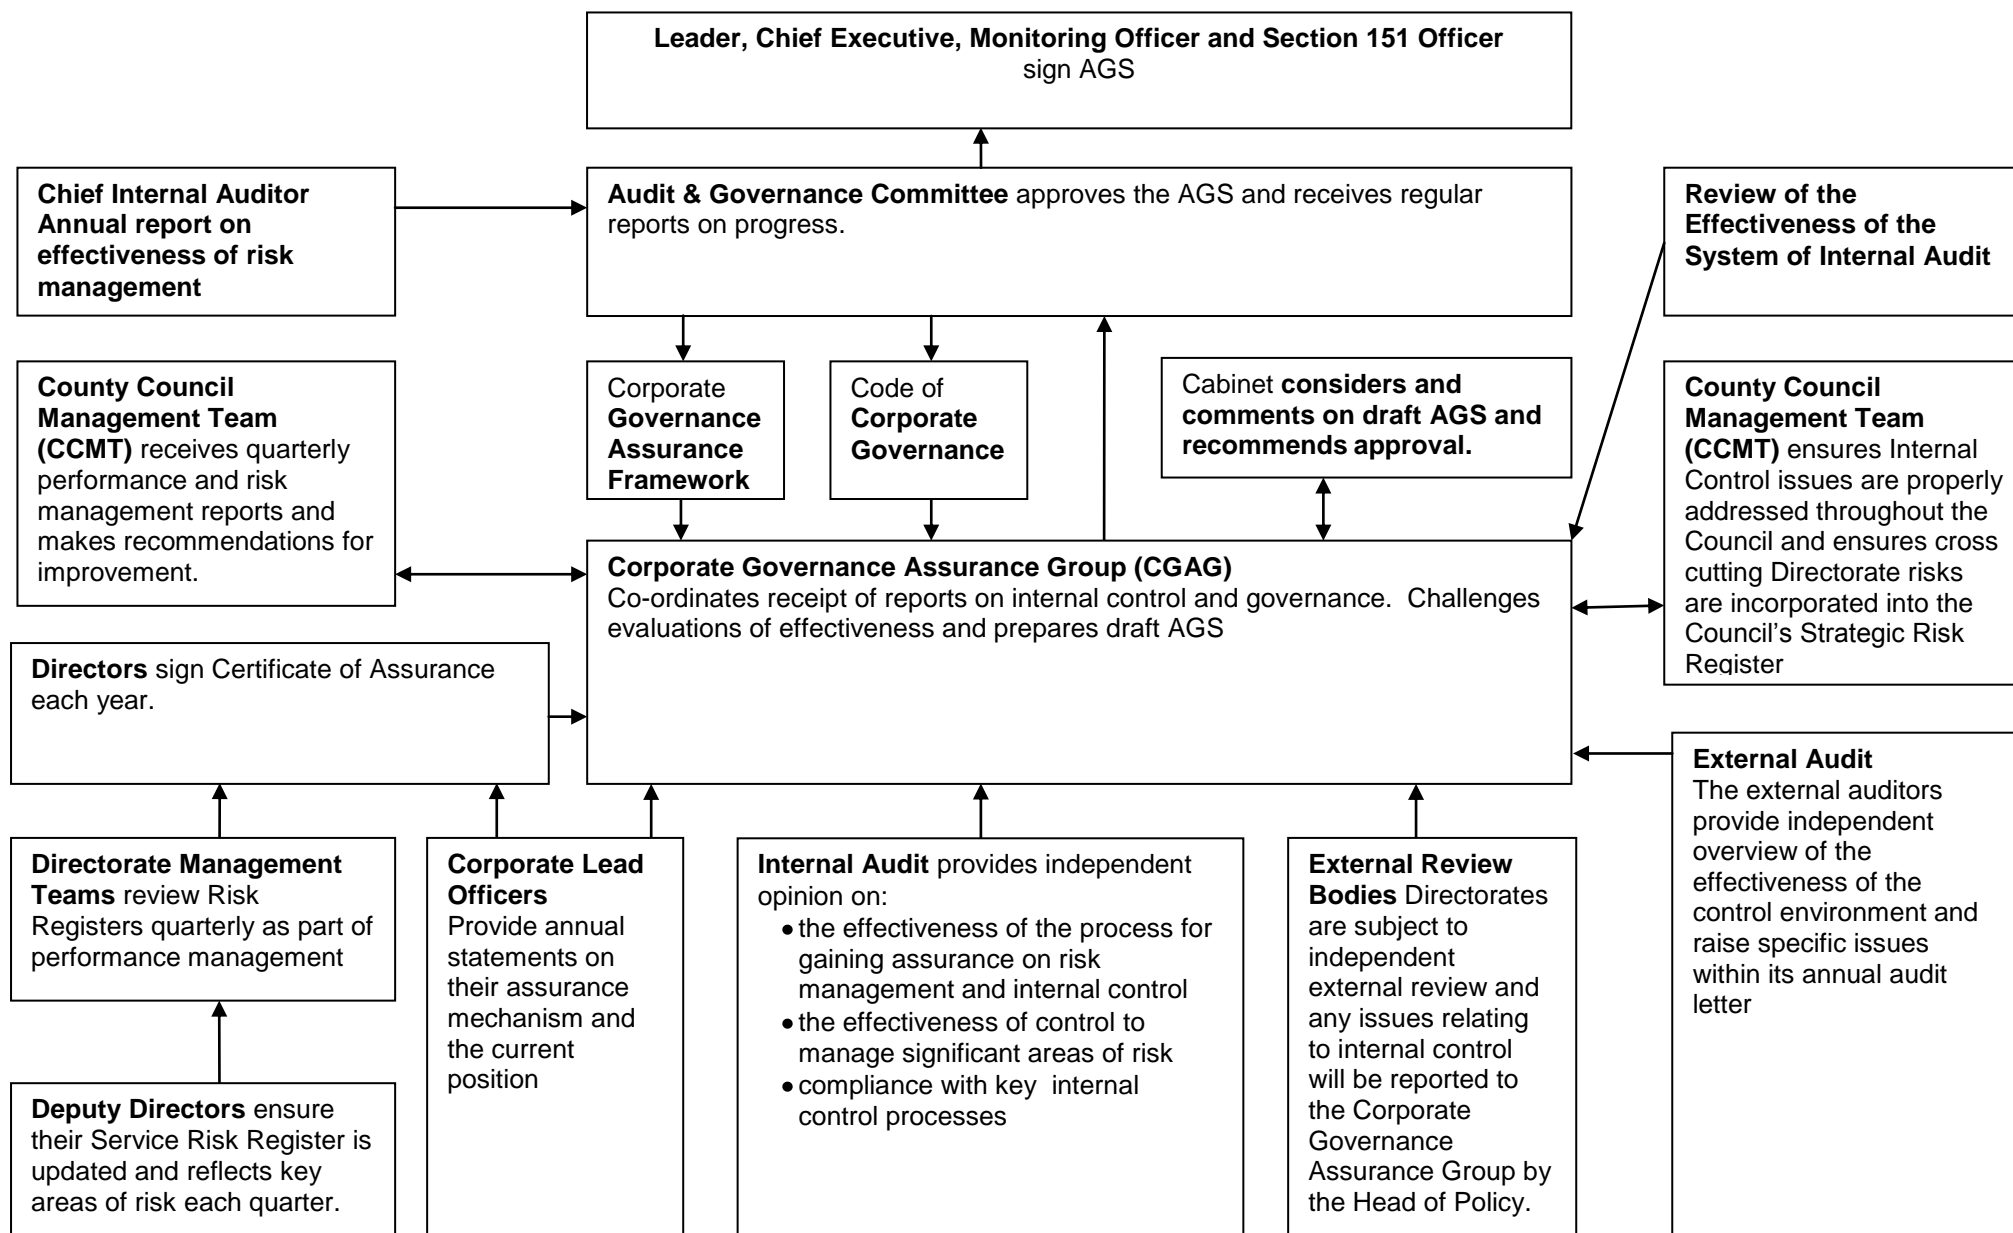 Leader, Chief Executive, Monitoring Officer and Section 151 Officer
sign AGS
Chief Internal Auditor
Annual report on
effectiveness of risk
management
Audit & Governance Committee approves the AGS and receives regular
reports on progress.
Review of the
Effectiveness of the
System of Internal Audit
County Council
Management Team
(CCMT) receives quarterly
performance and risk
management reports and
makes recommendations for
improvement.
Corporate
Governance
Assurance
Framework
Code of
Corporate
Governance
Cabinet considers and
comments on draft AGS and
recommends approval.
County Council
Management Team
(CCMT) ensures Internal
Control issues are properly
addressed throughout the
Council and ensures cross
cutting Directorate risks
are incorporated into the
Council’s Strategic Risk
Register
Corporate Governance Assurance Group (CGAG)
Co-ordinates receipt of reports on internal control and governance.  Challenges
evaluations of effectiveness and prepares draft AGS
Directors sign Certificate of Assurance
each year.
External Audit
The external auditors
provide independent
overview of the
effectiveness of the
control environment and
raise specific issues
within its annual audit
letter
Directorate Management
Teams review Risk
Registers quarterly as part of
performance management
Corporate Lead
Officers
Provide annual
statements on
their assurance
mechanism and
the current
position
Internal Audit provides independent
opinion on:
• the effectiveness of the process for
gaining assurance on risk
management and internal control
• the effectiveness of control to
manage significant areas of risk
• compliance with key  internal
control processes
External Review
Bodies Directorates
are subject to
independent
external review and
any issues relating
to internal control
will be reported to
the Corporate
Governance
Assurance Group by
the Head of Policy.
Deputy Directors ensure
their Service Risk Register is
updated and reflects key
areas of risk each quarter.